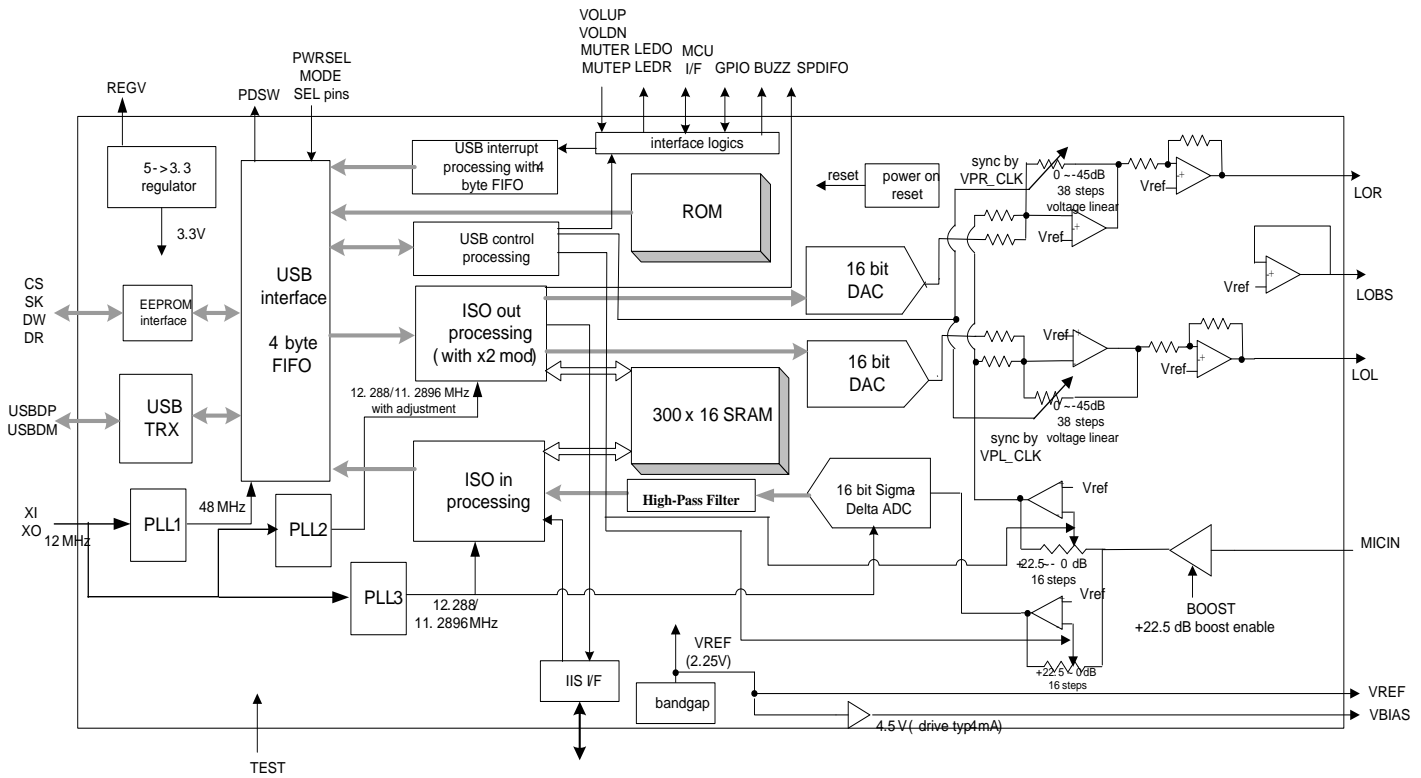 VOLUP
VOLDN
MUTER
MUTEP
LEDO
LEDR
MCU
I/F
GPIO
BUZZ
SPDIFO
PWRSEL
MODE
SEL pins
REGV
PDSW
5->3.3
regulator
3.3V
USB interrupt
processing with4
byte FIFO
interface logics
ROM
USB control
processing
reset
power on
reset
sync by
VPR_CLK
0 ~-45dB
38 steps
voltage linear
Vref
Vref
LOR
CS
SK
DW
DR
EEPROM
interface
USB
interface
4 byte
FIFO
ISO out
processing
( with x2 mod)
16 bit
DAC
Vref
LOBS
16 bit
DAC
Vref
Vref
LOL
0 ~-45dB
38 steps
voltage linear
sync by
VPL_CLK
USBDP
USBDM
USB
TRX
12. 288/11. 2896 MHz
with adjustment
300 x 16 SRAM
ISO in
processing
High-Pass Filter
16 bit Sigma-
Delta ADC
Vref
XI
XO
12 MHz
PLL1
48 MHz
PLL2
PLL3
12.288/
11. 2896MHz
+22.5~- 0 dB
16 steps
MICIN
BOOST
+22.5 dB boost enable
Vref
+22.5 ~ 0dB
16 steps
IIS I/F
VREF
(2.25V)
bandgap
VREF
VBIAS
4.5 V ( drive typ4mA)
TEST